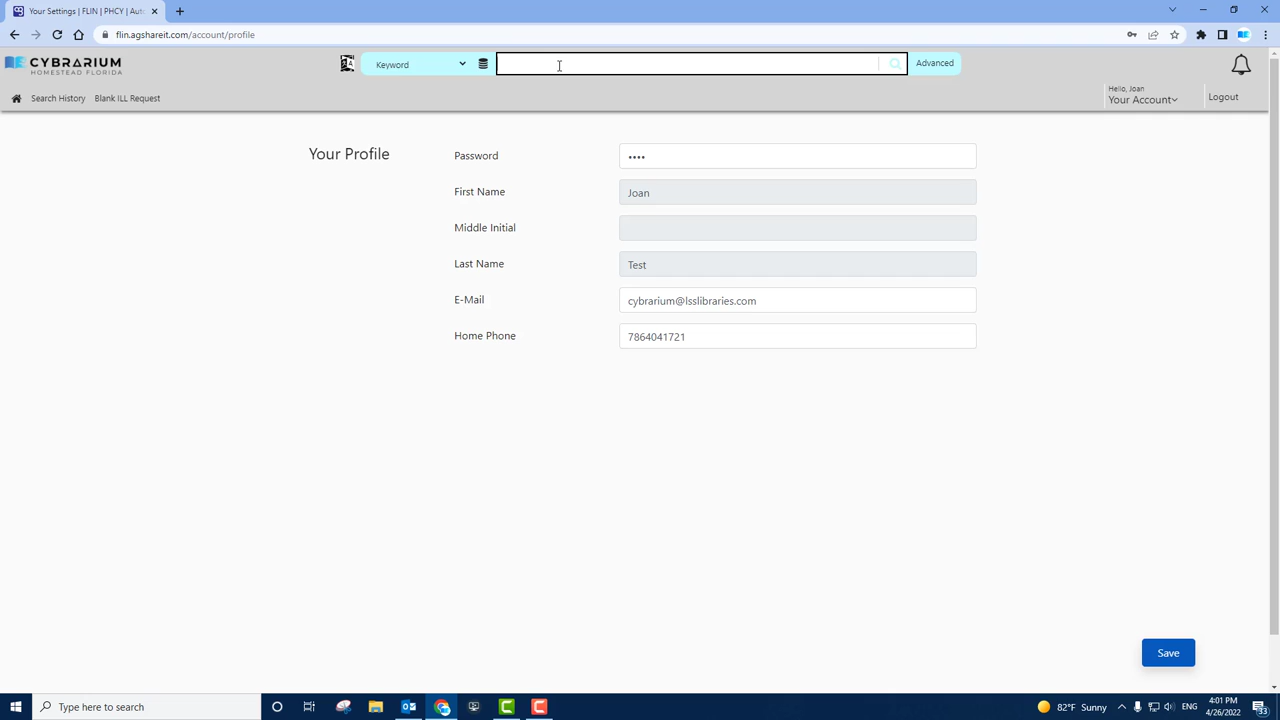 Your Settings | FLIN | PHCY | Auto
flin.agshareit.com/account/profile
CYBRARIUM
HOMESTEAD FLORIDA
Keyword
Advanced
Search History
Blank ILL Request
Hello, Joan
Your Account
Logout
Your Profile
Password
••••
First Name
Joan
Middle Initial
Last Name
Test
E-Mail
cybrarium@lsslibraries.com
Home Phone
7864041721
Save
Type here to search
82°F Sunny
ENG
4:01 PM
4/26/2022
33